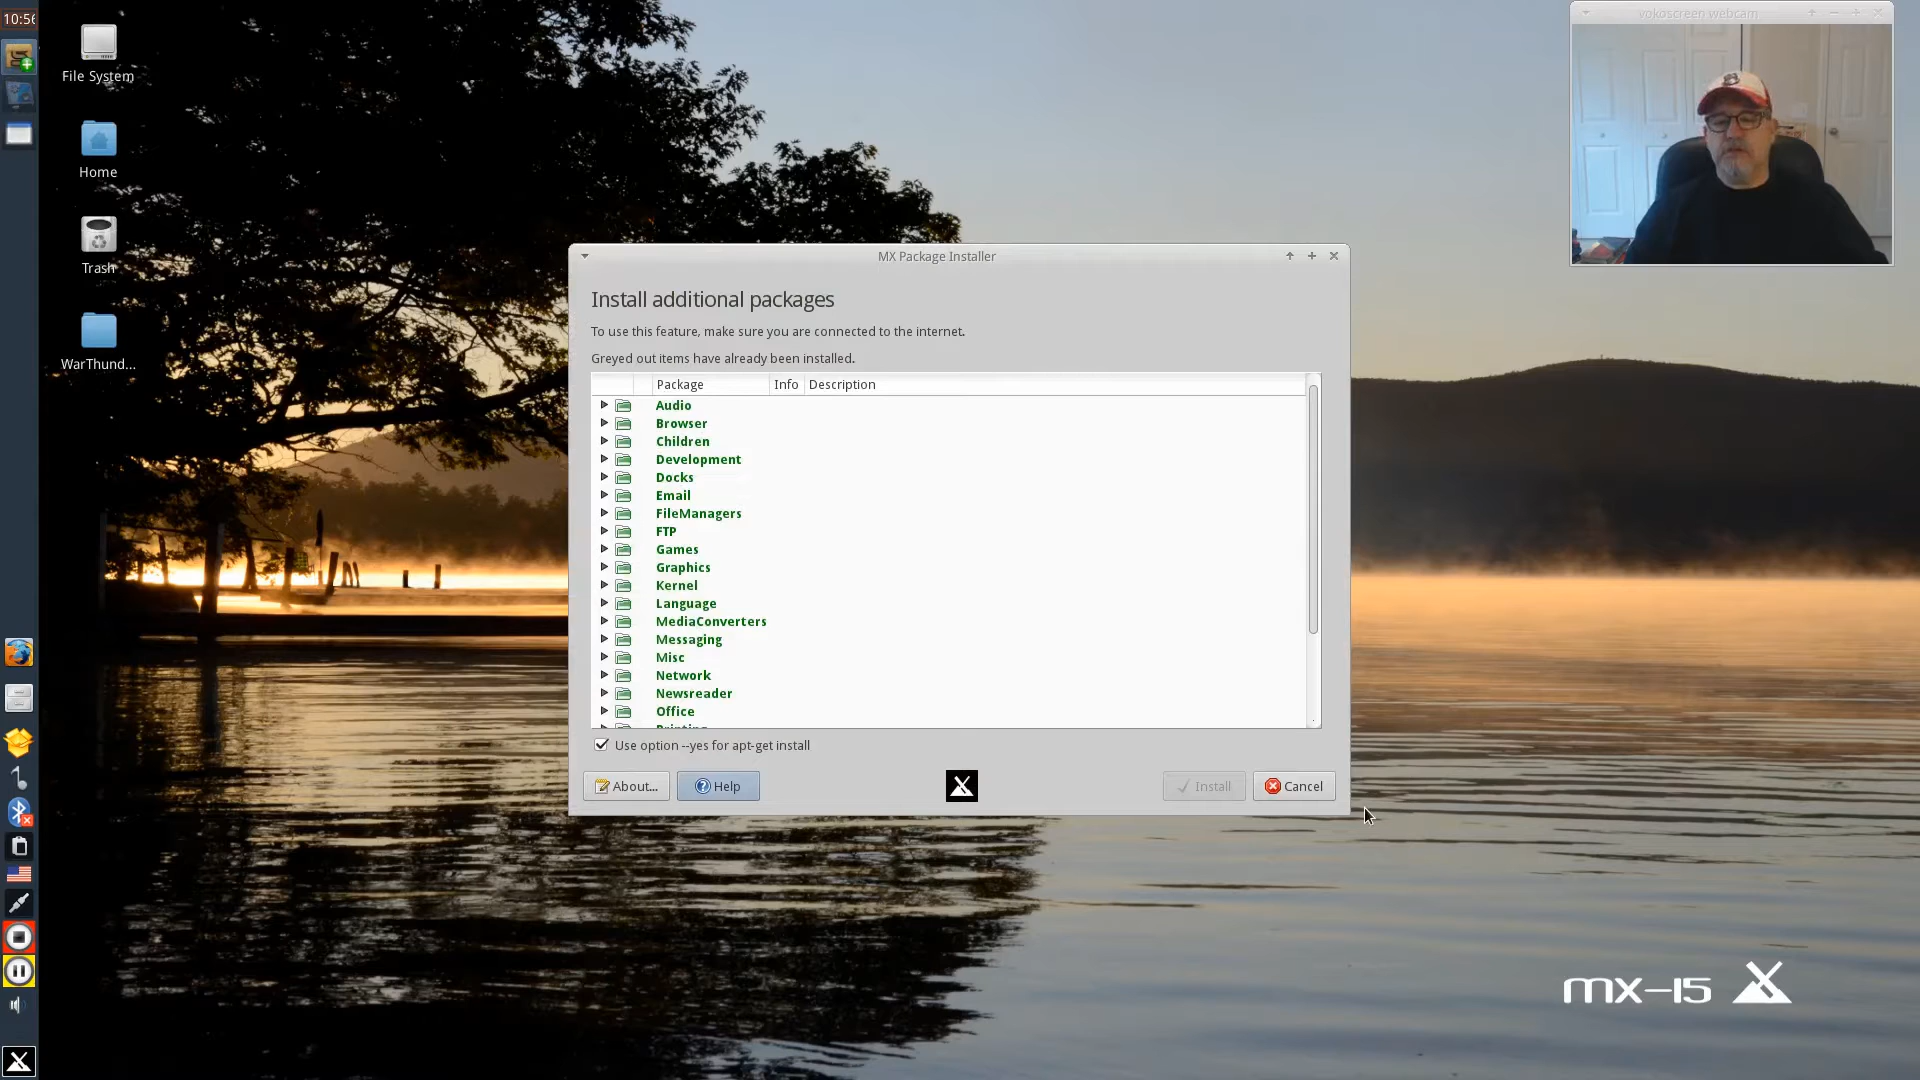 10:56
File System
Home
Trash
WarThund...
vokoscreen webcam
MX Package Installer
Install additional packages
To use this feature, make sure you are connected to the internet.
Greyed out items have already been installed.
Package Info Description
Audio
Browser
Children
Development
Docks
Email
FileManagers
FTP
Games
Graphics
Kernel
Language
MediaConverters
Messaging
Misc
Network
Newsreader
Office
Printing
Use option --yes for apt-get install
About... Help Install Cancel
mx-15